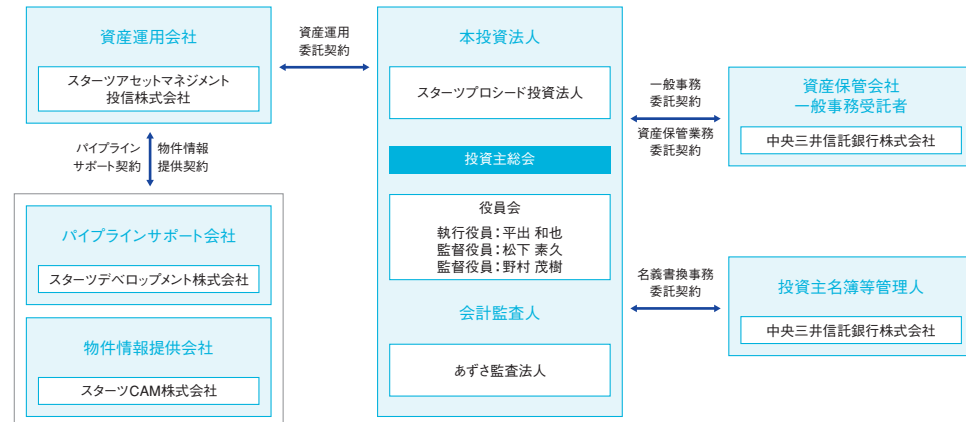 資産運用会社
スターツアセットマネジメント
投信株式会社
資産運用
委託契約
パイプライン
サポート契約
物件情報
提供契約
パイプラインサポート会社
スターツデベロップメント株式会社
物件情報提供会社
スターツCAM株式会社
本投資法人
スターツプロシード投資法人
投資主総会
役員会
執行役員：平出 和也
監督役員：松下 素久
監督役員：野村 茂樹
会計監査人
あずさ監査法人
一般事務
委託契約
資産保管業務
委託契約
資産保管会社
一般事務受託者
中央三井信託銀行株式会社
名義書換事務
委託契約
投資主名簿等管理人
中央三井信託銀行株式会社